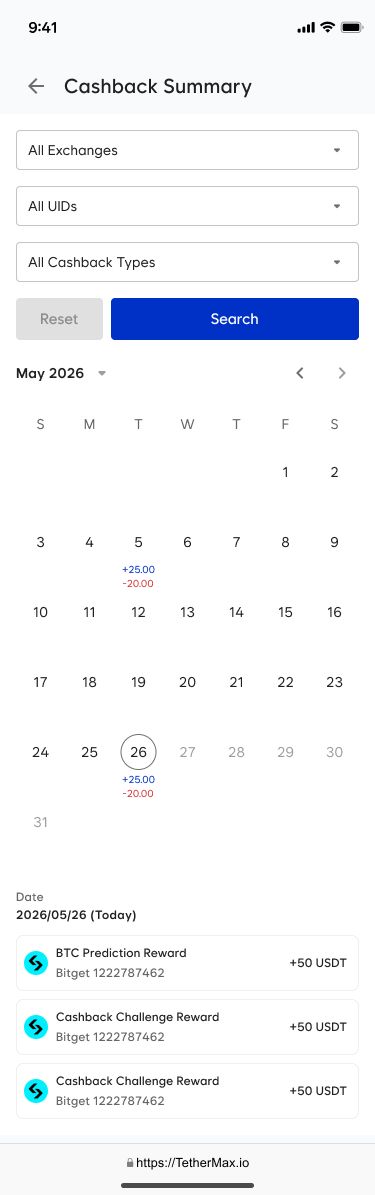 9:41
Cashback Summary
All Exchanges
All UIDs
All Cashback Types
Reset Search
May 2026
S M T W T F S
1 2
3 4 5 6 7 8 9
+25.00
-20.00
10 11 12 13 14 15 16
17 18 19 20 21 22 23
24 25 26 27 28 29 30
+25.00
-20.00
31
Date
2026/05/26 (Today)
BTC Prediction Reward
Bitget 1222787462
+50 USDT
Cashback Challenge Reward
Bitget 1222787462
+50 USDT
Cashback Challenge Reward
Bitget 1222787462
+50 USDT
https://TetherMax.io